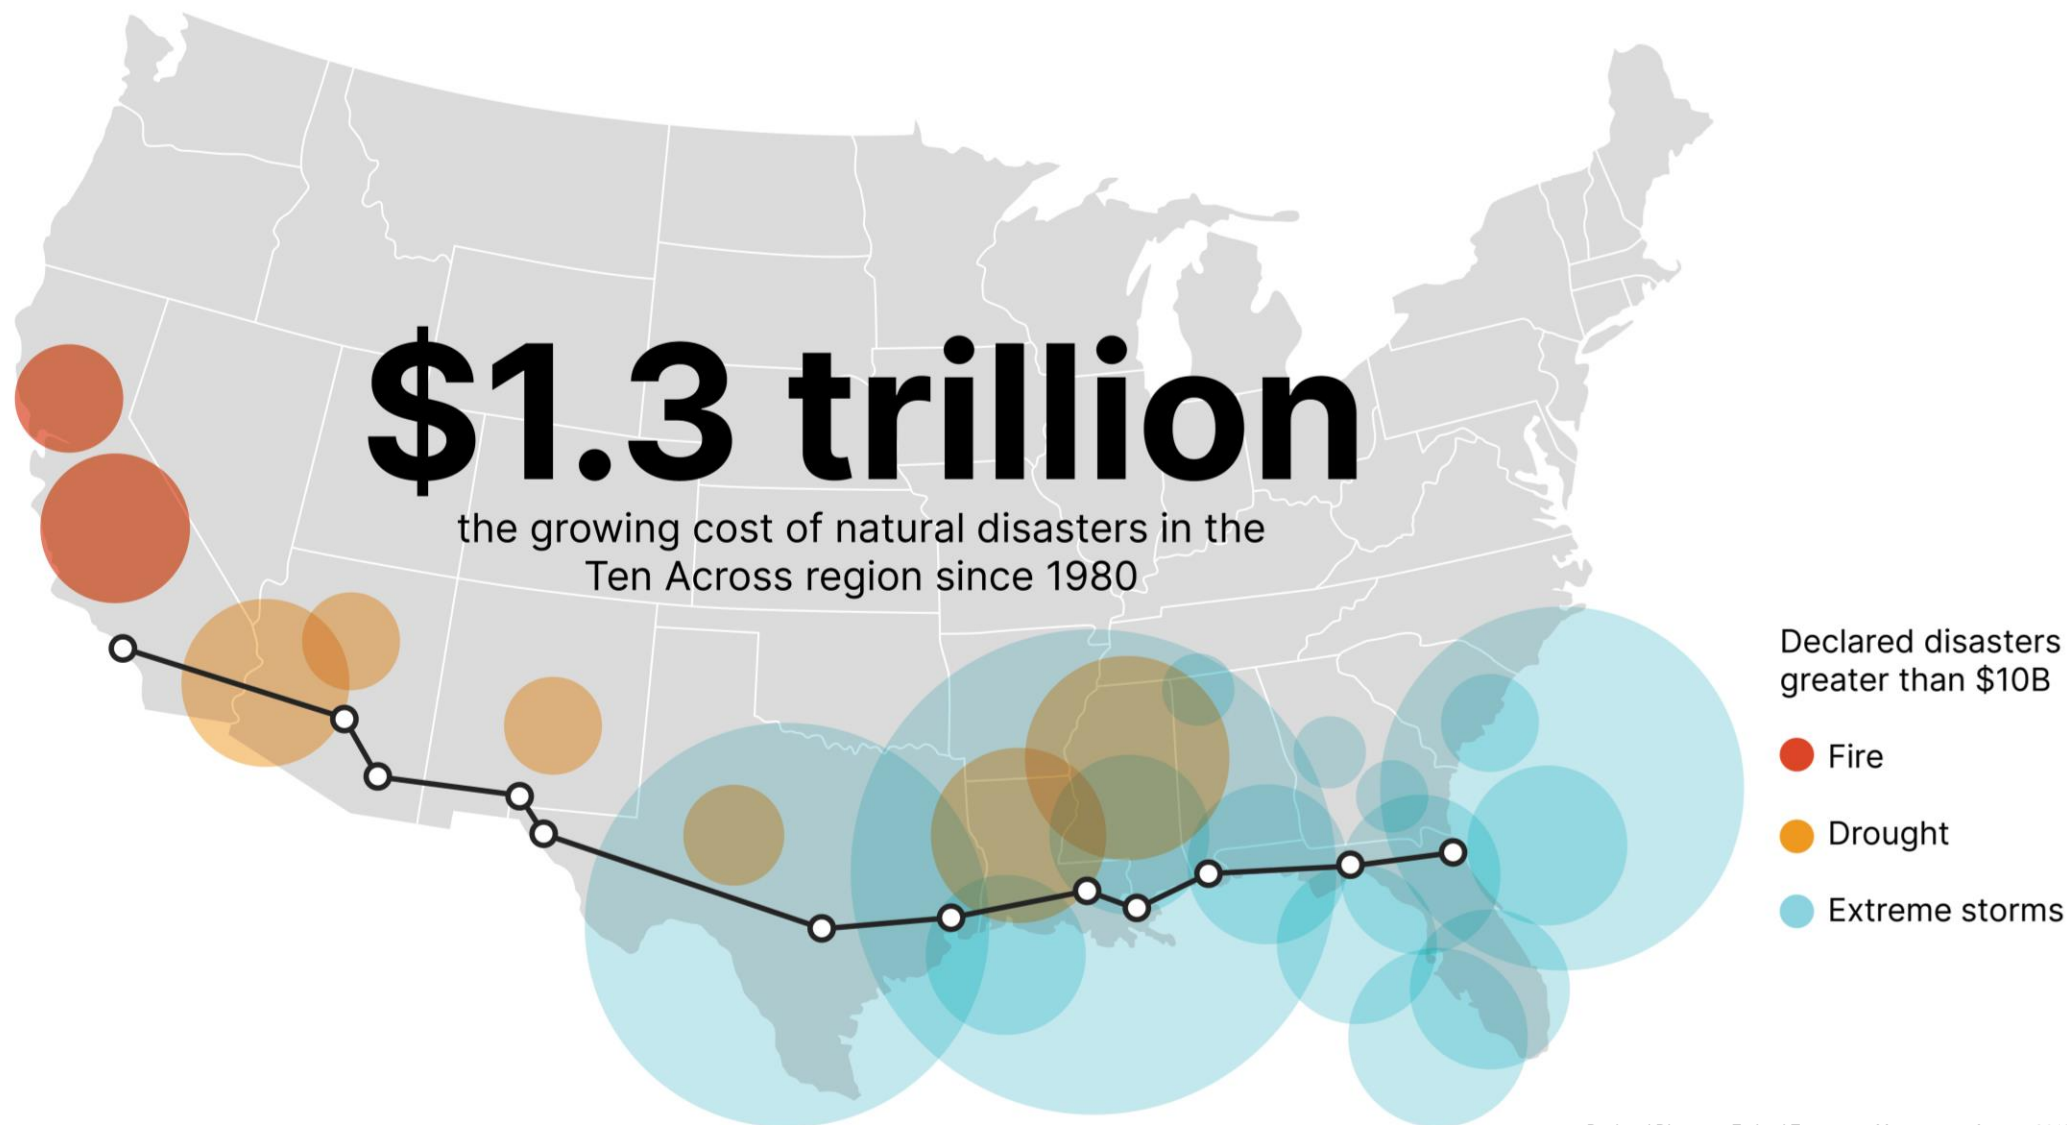 $1.3 trillion
the growing cost of natural disasters in the
Ten Across region since 1980
Declared disasters
greater than $10B
Fire
Drought
Extreme storms